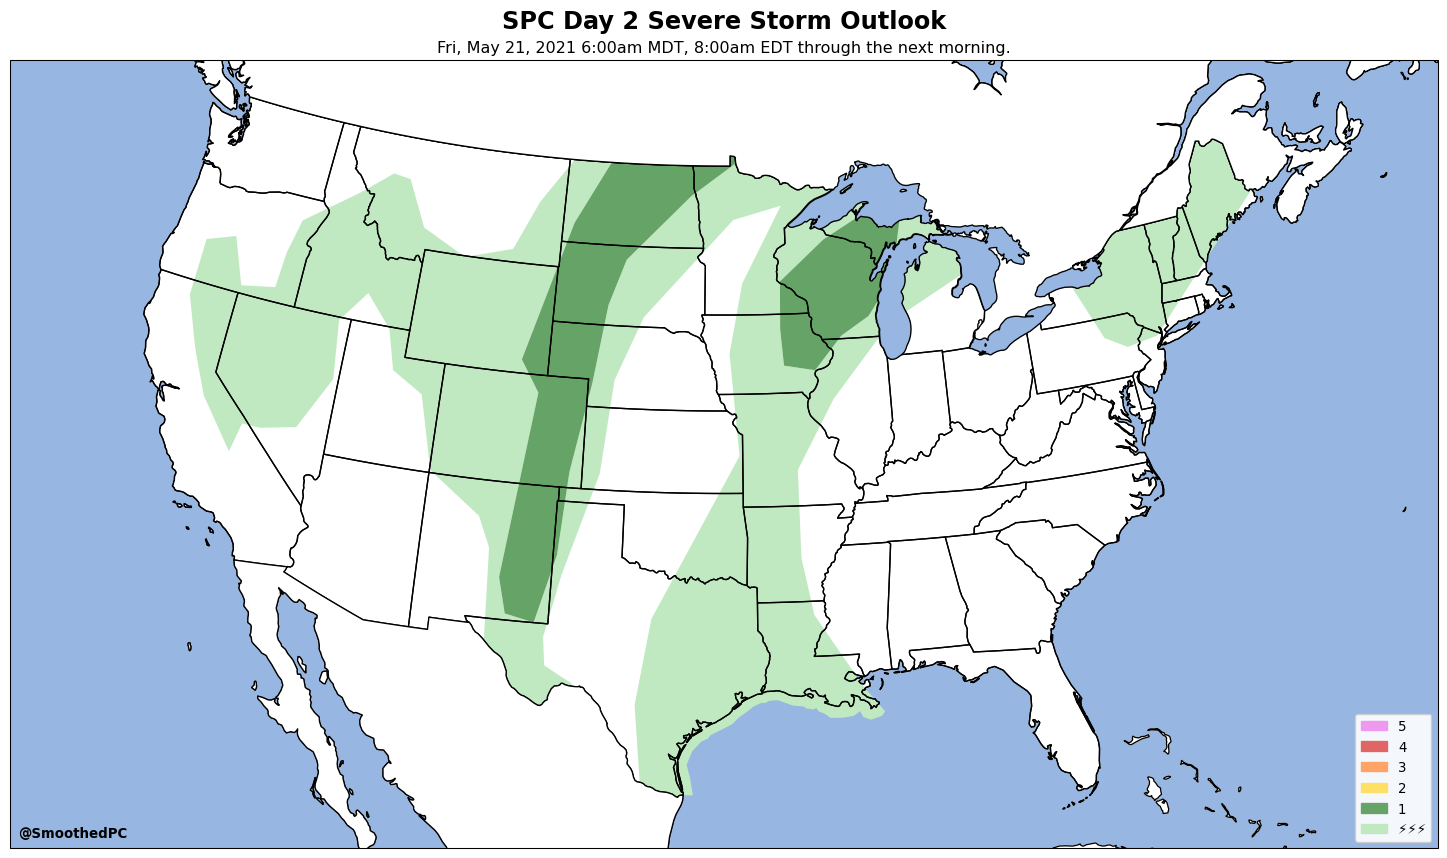 SPC Day 2 Severe Storm Outlook
Fri, May 21, 2021 6:00am MDT, 8:00am EDT through the next morning.
5
4
3
2
1
⚡⚡⚡
@SmoothedPC